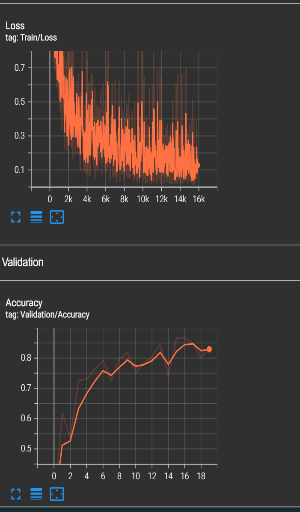 Loss
tag: Train/Loss
0.7
0.5
0.3
0.1
0 2k 4k 6k 8k 10k 12k 14k 16k
Validation
Accuracy
tag: Validation/Accuracy
0.8
0.7
0.6
0.5
0 2 4 6 8 10 12 14 16 18